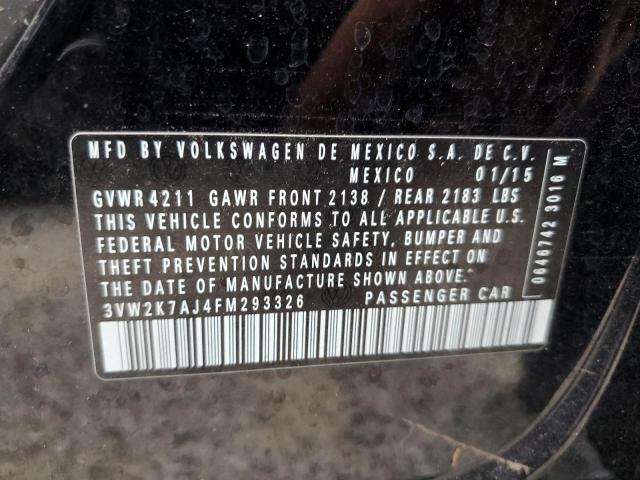 MFD BY VOLKSWAGEN DE MEXICO S.A. DE C.V.
MEXICO 01/15
GVWR 4211 GAWR FRONT 2138 / REAR 2183 LBS
THIS VEHICLE CONFORMS TO ALL APPLICABLE U.S.
FEDERAL MOTOR VEHICLE SAFETY, BUMPER AND
THEFT PREVENTION STANDARDS IN EFFECT ON
THE DATE OF MANUFACTURE SHOWN ABOVE.
3VW2K7AJ4FM293326 PASSENGER CAR
0646742 3016 M